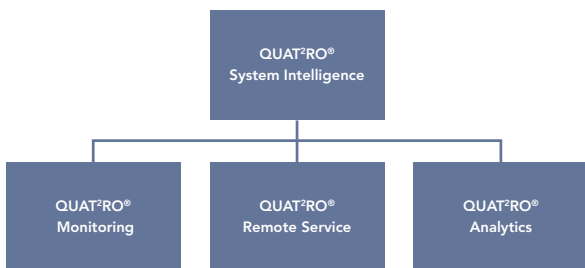 QUAT²RO®
System Intelligence
QUAT²RO®
Monitoring
QUAT²RO®
Remote Service
QUAT²RO®
Analytics